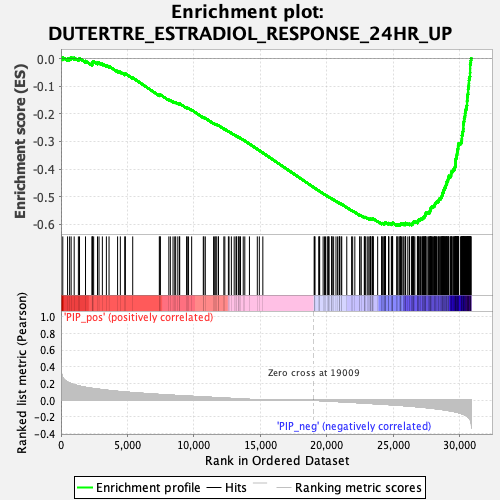 Enrichment plot:
DUTERTRE_ESTRADIOL_RESPONSE_24HR_UP
Enrichment score (ES)
0.0
-0.1
-0.2
-0.3
-0.4
-0.5
-0.6
Ranked list metric (Pearson)
1.0
0.8
0.6
0.4
0.2
0.0
-0.2
-0.4
'PIP_pos' (positively correlated)
Zero cross at 19009
'PIP_neg' (negatively correlated)
0
5,000
10,000
15,000
20,000
25,000
30,000
Rank in Ordered Dataset
Enrichment profile
Hits
Ranking metric scores